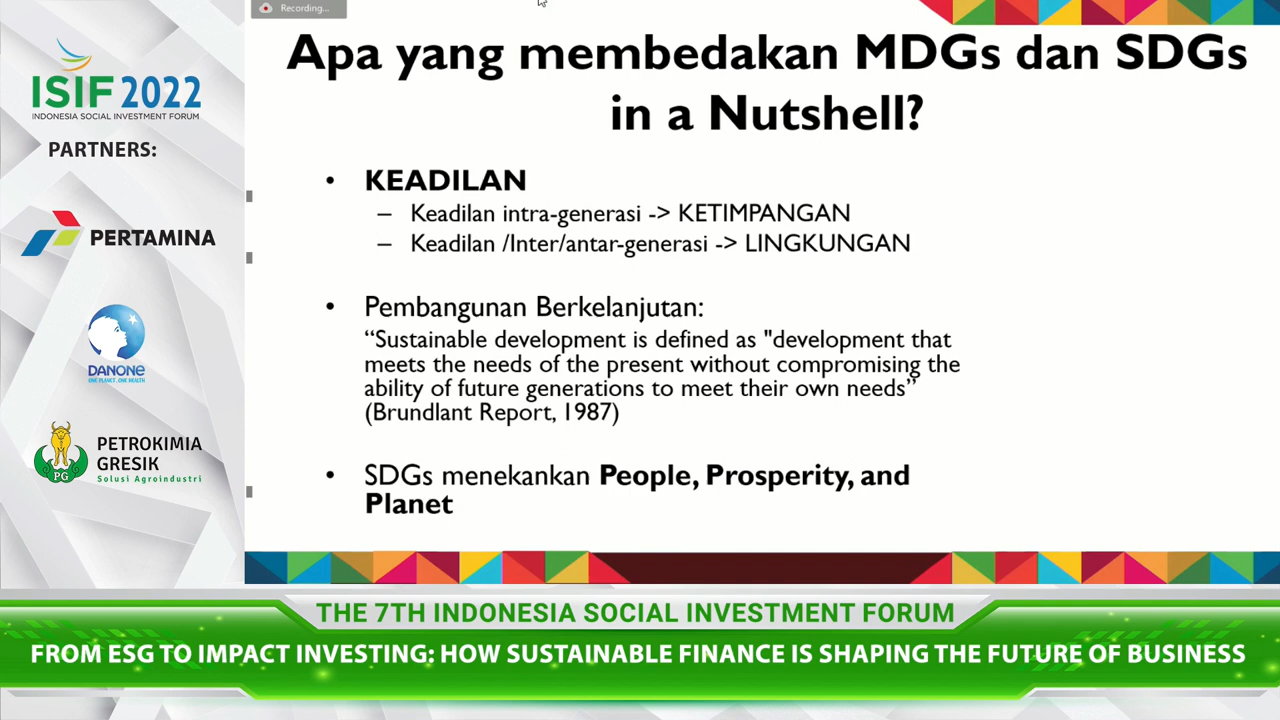 Recording...
ISIF 2022
INDONESIA SOCIAL INVESTMENT FORUM
PARTNERS:
PERTAMINA
DANONE
ONE PLANET. ONE HEALTH
PG
PETROKIMIA
GRESIK
Solusi Agroindustri
Apa yang membedakan MDGs dan SDGs
in a Nutshell?
• KEADILAN
– Keadilan intra-generasi -> KETIMPANGAN
– Keadilan /Inter/antar-generasi -> LINGKUNGAN
• Pembangunan Berkelanjutan:
“Sustainable development is defined as "development that
meets the needs of the present without compromising the
ability of future generations to meet their own needs”
(Brundlant Report, 1987)
• SDGs menekankan People, Prosperity, and
Planet
THE 7TH INDONESIA SOCIAL INVESTMENT FORUM
FROM ESG TO IMPACT INVESTING: HOW SUSTAINABLE FINANCE IS SHAPING THE FUTURE OF BUSINESS